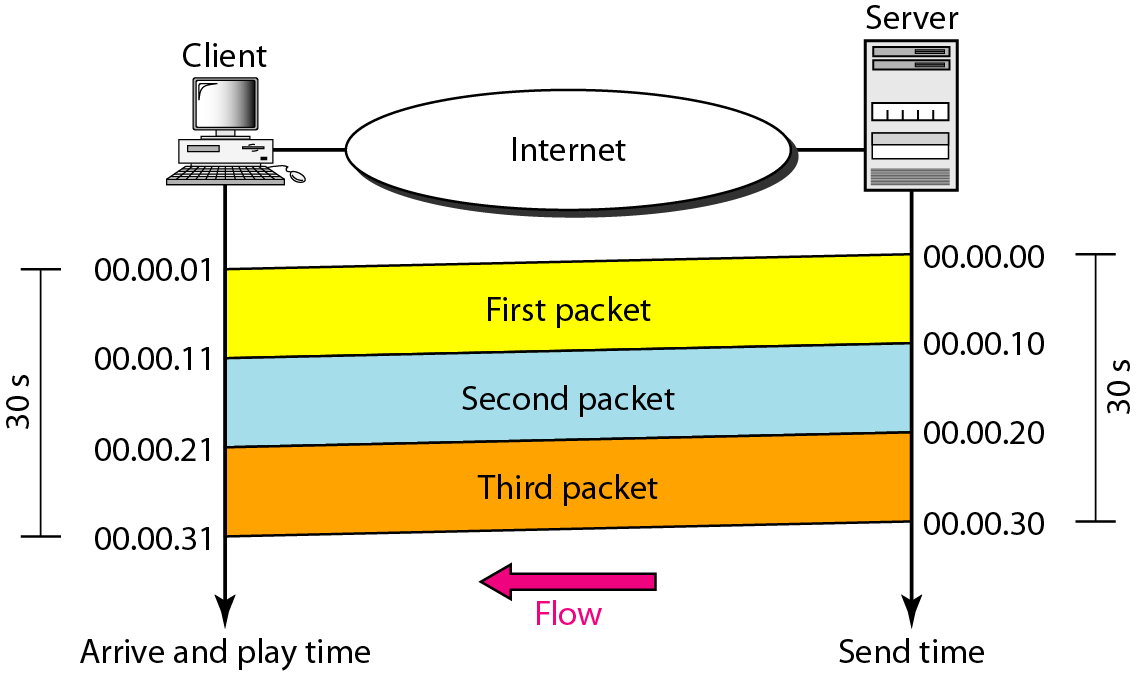 Server
Client
Internet
00.00.01
00.00.00
First packet
00.00.11
00.00.10
30 s
Second packet
30 s
00.00.21
00.00.20
Third packet
00.00.31
00.00.30
Flow
Arrive and play time
Send time